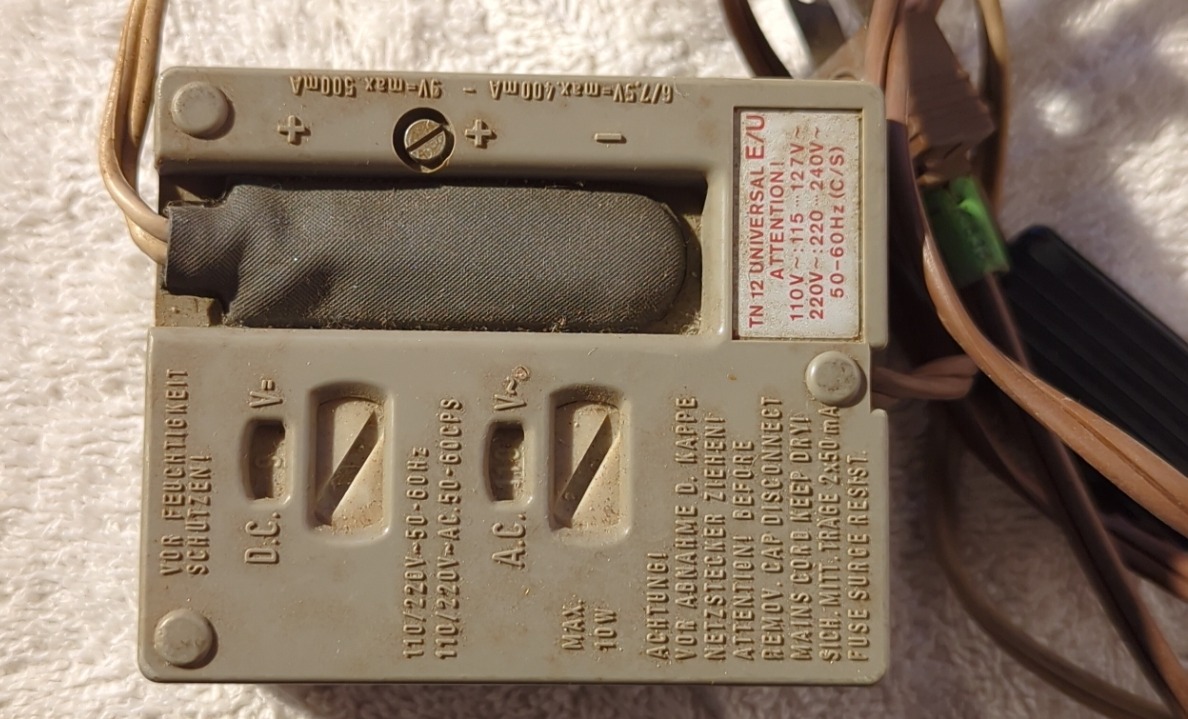 6/7,5V=max.400mA - 9V=max.500mA
- + +
TN 12 UNIVERSAL E/U
ATTENTION!
110V~:115...127V~
220V~:220...240V~
50-60Hz (C/S)
VOR FEUCHTIGKEIT
SCHÜTZEN!
D.C. V=
9
110/220V~50-60Hz
110/220V~AC.50-60CPS
A.C. V~
MAX.
10W
ACHTUNG!
VOR ABNAHME D. KAPPE
NETZSTECKER ZIEHEN!
ATTENTION! BEFORE
REMOV. CAP DISCONNECT
MAINS CORD KEEP DRY!
SICH. MITT. TRÄGE 2x50mA
FUSE SURGE RESIST.